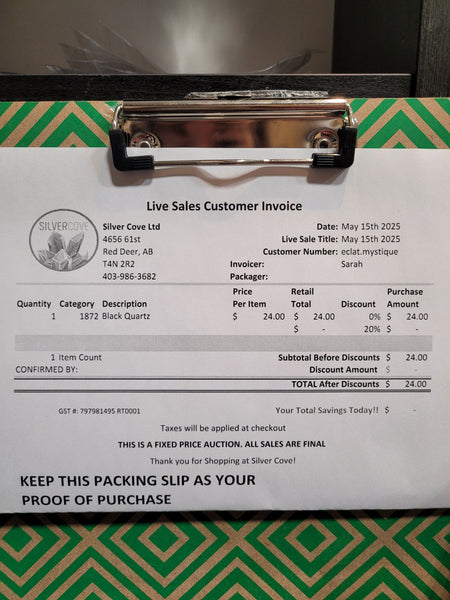 Live Sales Customer Invoice
SILVERCOVE
Silver Cove Ltd
4656 61st
Red Deer, AB
T4N 2R2
403-986-3682
Date: May 15th 2025
Live Sale Title: May 15th 2025
Customer Number: eclat.mystique
Invoicer: Sarah
Packager:
Quantity Category Description Price Per Item Retail Total Discount Purchase Amount
1 1872 Black Quartz $ 24.00 $ 24.00 0% $ 24.00
$ - 20% $ -
1 Item Count Subtotal Before Discounts $ 24.00
CONFIRMED BY: Discount Amount $ -
TOTAL After Discounts $ 24.00
GST #: 797981495 RT0001 Your Total Savings Today!! $ -
Taxes will be applied at checkout
THIS IS A FIXED PRICE AUCTION. ALL SALES ARE FINAL
Thank you for Shopping at Silver Cove!
KEEP THIS PACKING SLIP AS YOUR
PROOF OF PURCHASE